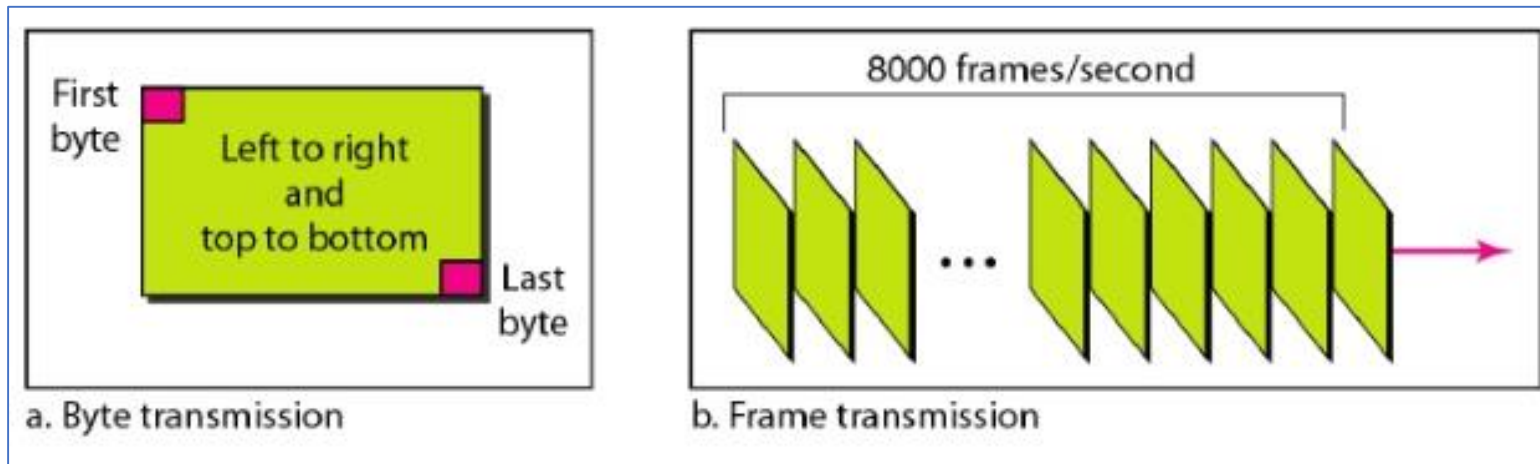 First
byte
Left to right
and
top to bottom
Last
byte
a. Byte transmission
8000 frames/second
...
b. Frame transmission